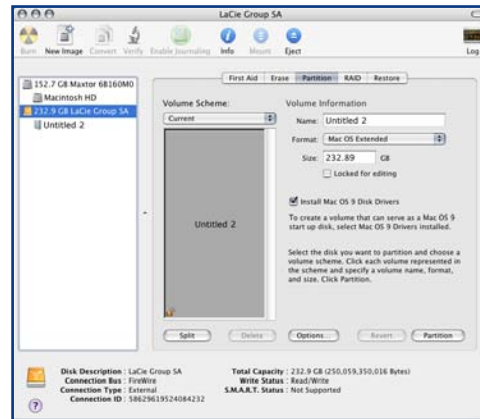 LaCie Group SA
Burn New Image Convert Verify Enable Journaling Info Mount Eject Log
152.7 GB Maxtor 6B160M0
Macintosh HD
232.9 GB LaCie Group SA
Untitled 2
First Aid Erase Partition RAID Restore
Volume Scheme:
Current
Untitled 2
Volume Information
Name: Untitled 2
Format: Mac OS Extended
Size: 232.89 GB
Locked for editing
Install Mac OS 9 Disk Drivers
To create a volume that can serve as a Mac OS 9
start up disk, select Mac OS 9 Drivers installed.
Select the disk you want to partition and choose a
volume scheme. Click each volume represented in
the scheme and specify a volume name, format,
and size. Click Partition.
Split Delete Options... Revert Partition
Disk Description : LaCie Group SA
Connection Bus : FireWire
Connection Type : External
Connection ID : 58629619524084232
Total Capacity : 232.9 GB (250,059,350,016 Bytes)
Write Status : Read/Write
S.M.A.R.T. Status : Not Supported
?